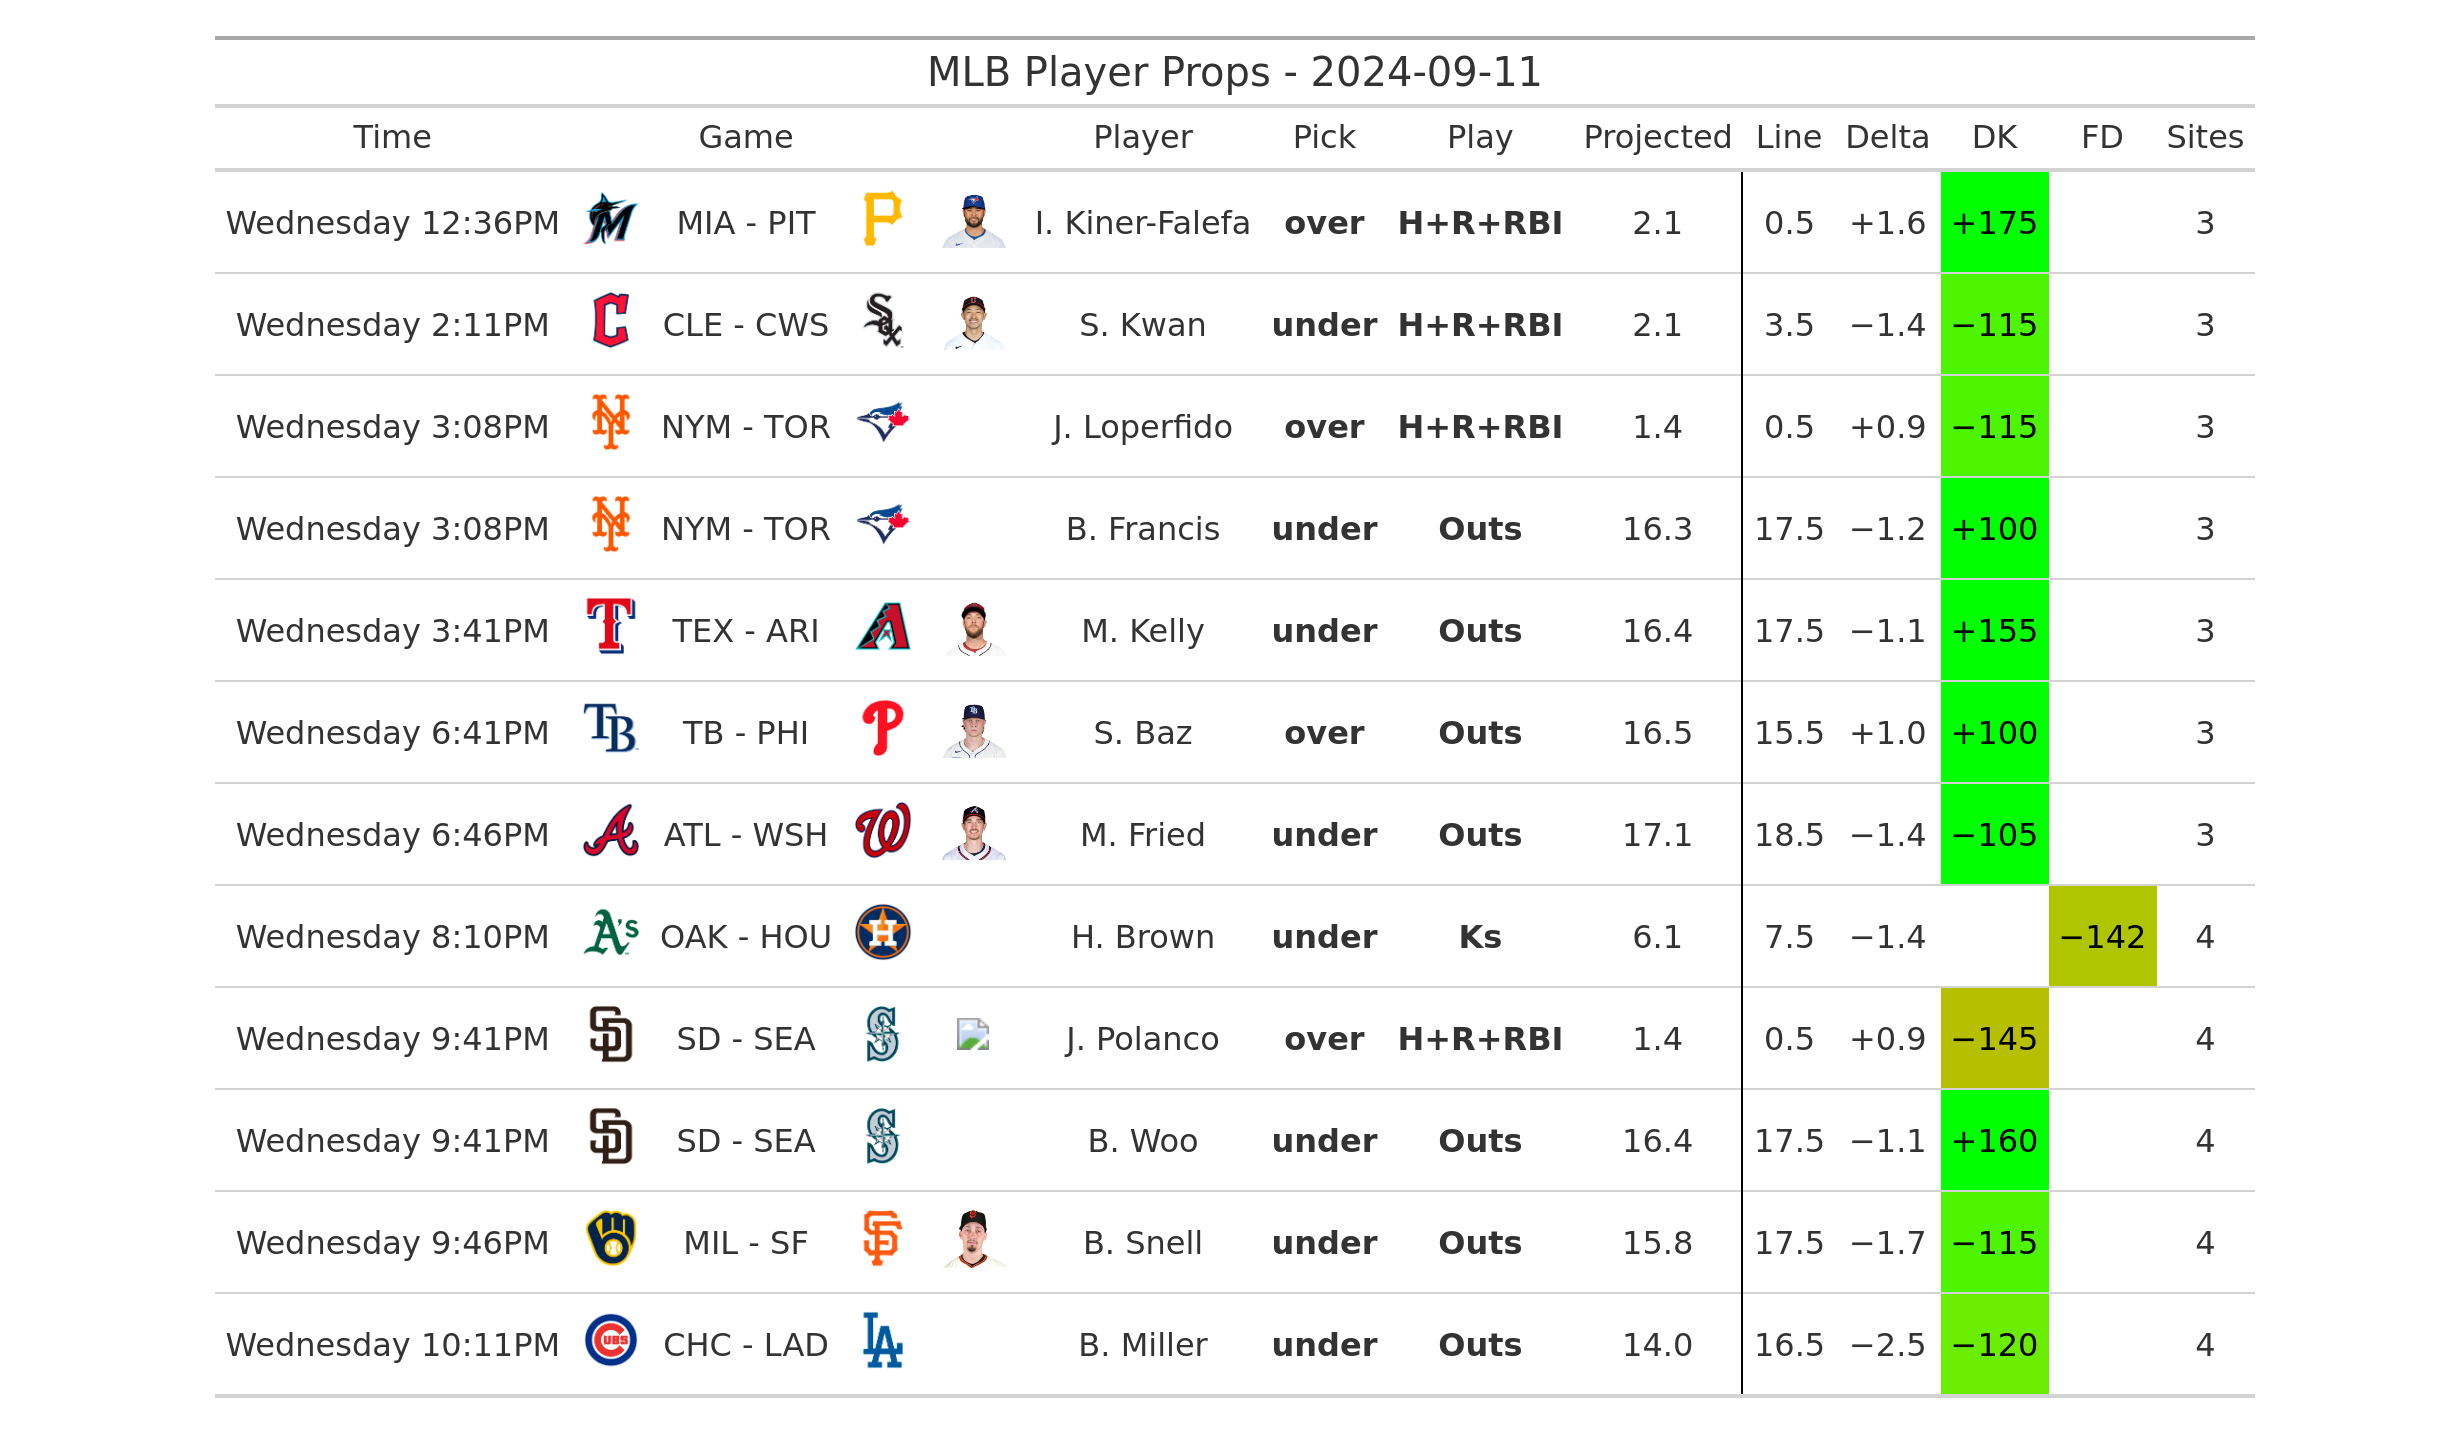 MLB Player Props - 2024-09-11
Time Game Player Pick Play Projected Line Delta DK FD Sites
Wednesday 12:36PM MIA - PIT I. Kiner-Falefa over H+R+RBI 2.1 0.5 +1.6 +175 3
Wednesday 2:11PM CLE - CWS S. Kwan under H+R+RBI 2.1 3.5 −1.4 −115 3
Wednesday 3:08PM NYM - TOR J. Loperfido over H+R+RBI 1.4 0.5 +0.9 −115 3
Wednesday 3:08PM NYM - TOR B. Francis under Outs 16.3 17.5 −1.2 +100 3
Wednesday 3:41PM TEX - ARI M. Kelly under Outs 16.4 17.5 −1.1 +155 3
Wednesday 6:41PM TB - PHI S. Baz over Outs 16.5 15.5 +1.0 +100 3
Wednesday 6:46PM ATL - WSH M. Fried under Outs 17.1 18.5 −1.4 −105 3
Wednesday 8:10PM OAK - HOU H. Brown under Ks 6.1 7.5 −1.4 −142 4
Wednesday 9:41PM SD - SEA J. Polanco over H+R+RBI 1.4 0.5 +0.9 −145 4
Wednesday 9:41PM SD - SEA B. Woo under Outs 16.4 17.5 −1.1 +160 4
Wednesday 9:46PM MIL - SF B. Snell under Outs 15.8 17.5 −1.7 −115 4
Wednesday 10:11PM CHC - LAD B. Miller under Outs 14.0 16.5 −2.5 −120 4